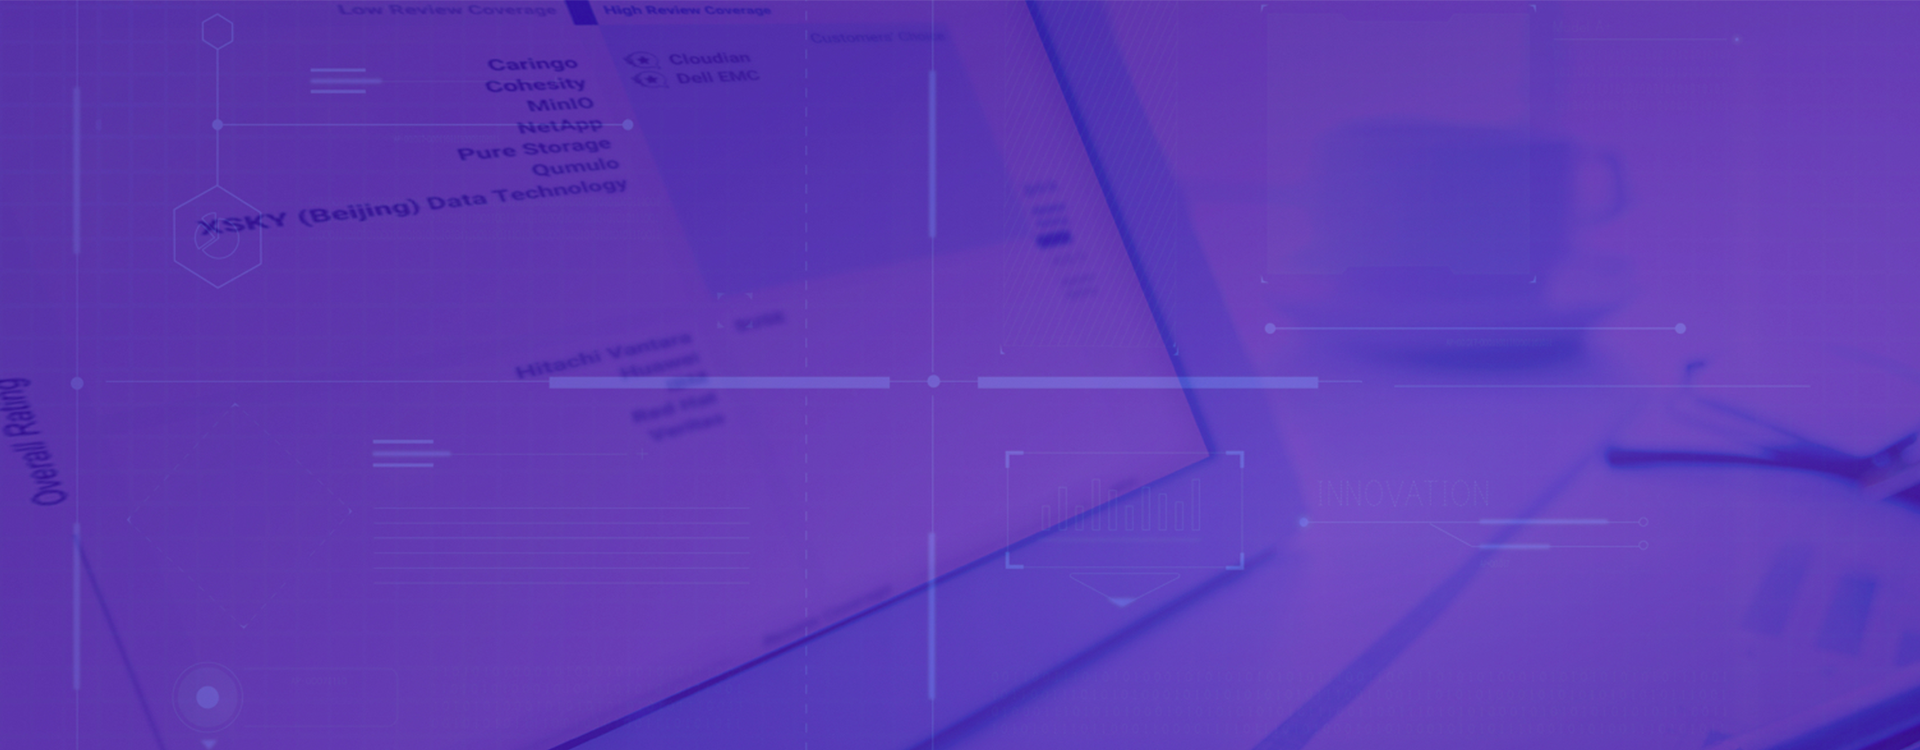 Low Review Coverage
High Review Coverage
Customers' Choice
Caringo
Cohesity
MinIO
NetApp
Pure Storage
Qumulo
XSKY (Beijing) Data Technology
Cloudian
Dell EMC
Hitachi Vantara
Huawei
IBM
Red Hat
Veritas
Overall Rating
INNOVATION